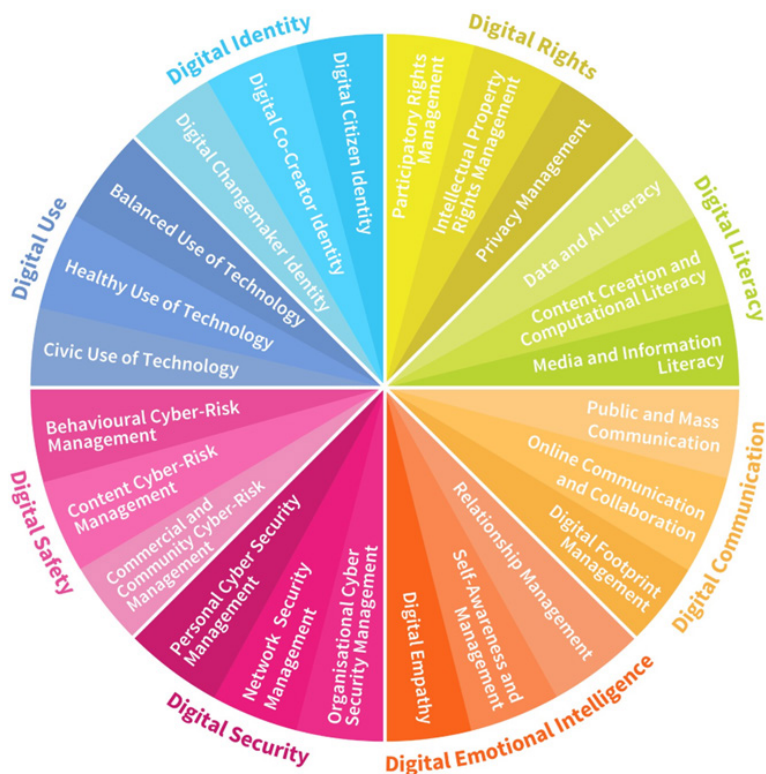 Digital Identity
Digital Changemaker Identity
Digital Co-Creator Identity
Digital Citizen Identity
Digital Rights
Participatory Rights
Management
Intellectual Property
Rights Management
Privacy Management
Digital Literacy
Data and AI Literacy
Content Creation and
Computational Literacy
Media and Information
Literacy
Digital Communication
Public and Mass
Communication
Online Communication
and Collaboration
Digital Footprint
Management
Digital Emotional Intelligence
Relationship Management
Self-Awareness and
Management
Digital Empathy
Digital Security
Organisational Cyber
Security Management
Network Security
Management
Personal Cyber Security
Management
Digital Safety
Commercial and
Community Cyber-Risk
Management
Content Cyber-Risk
Management
Behavioural Cyber-Risk
Management
Digital Use
Civic Use of Technology
Healthy Use of Technology
Balanced Use of Technology